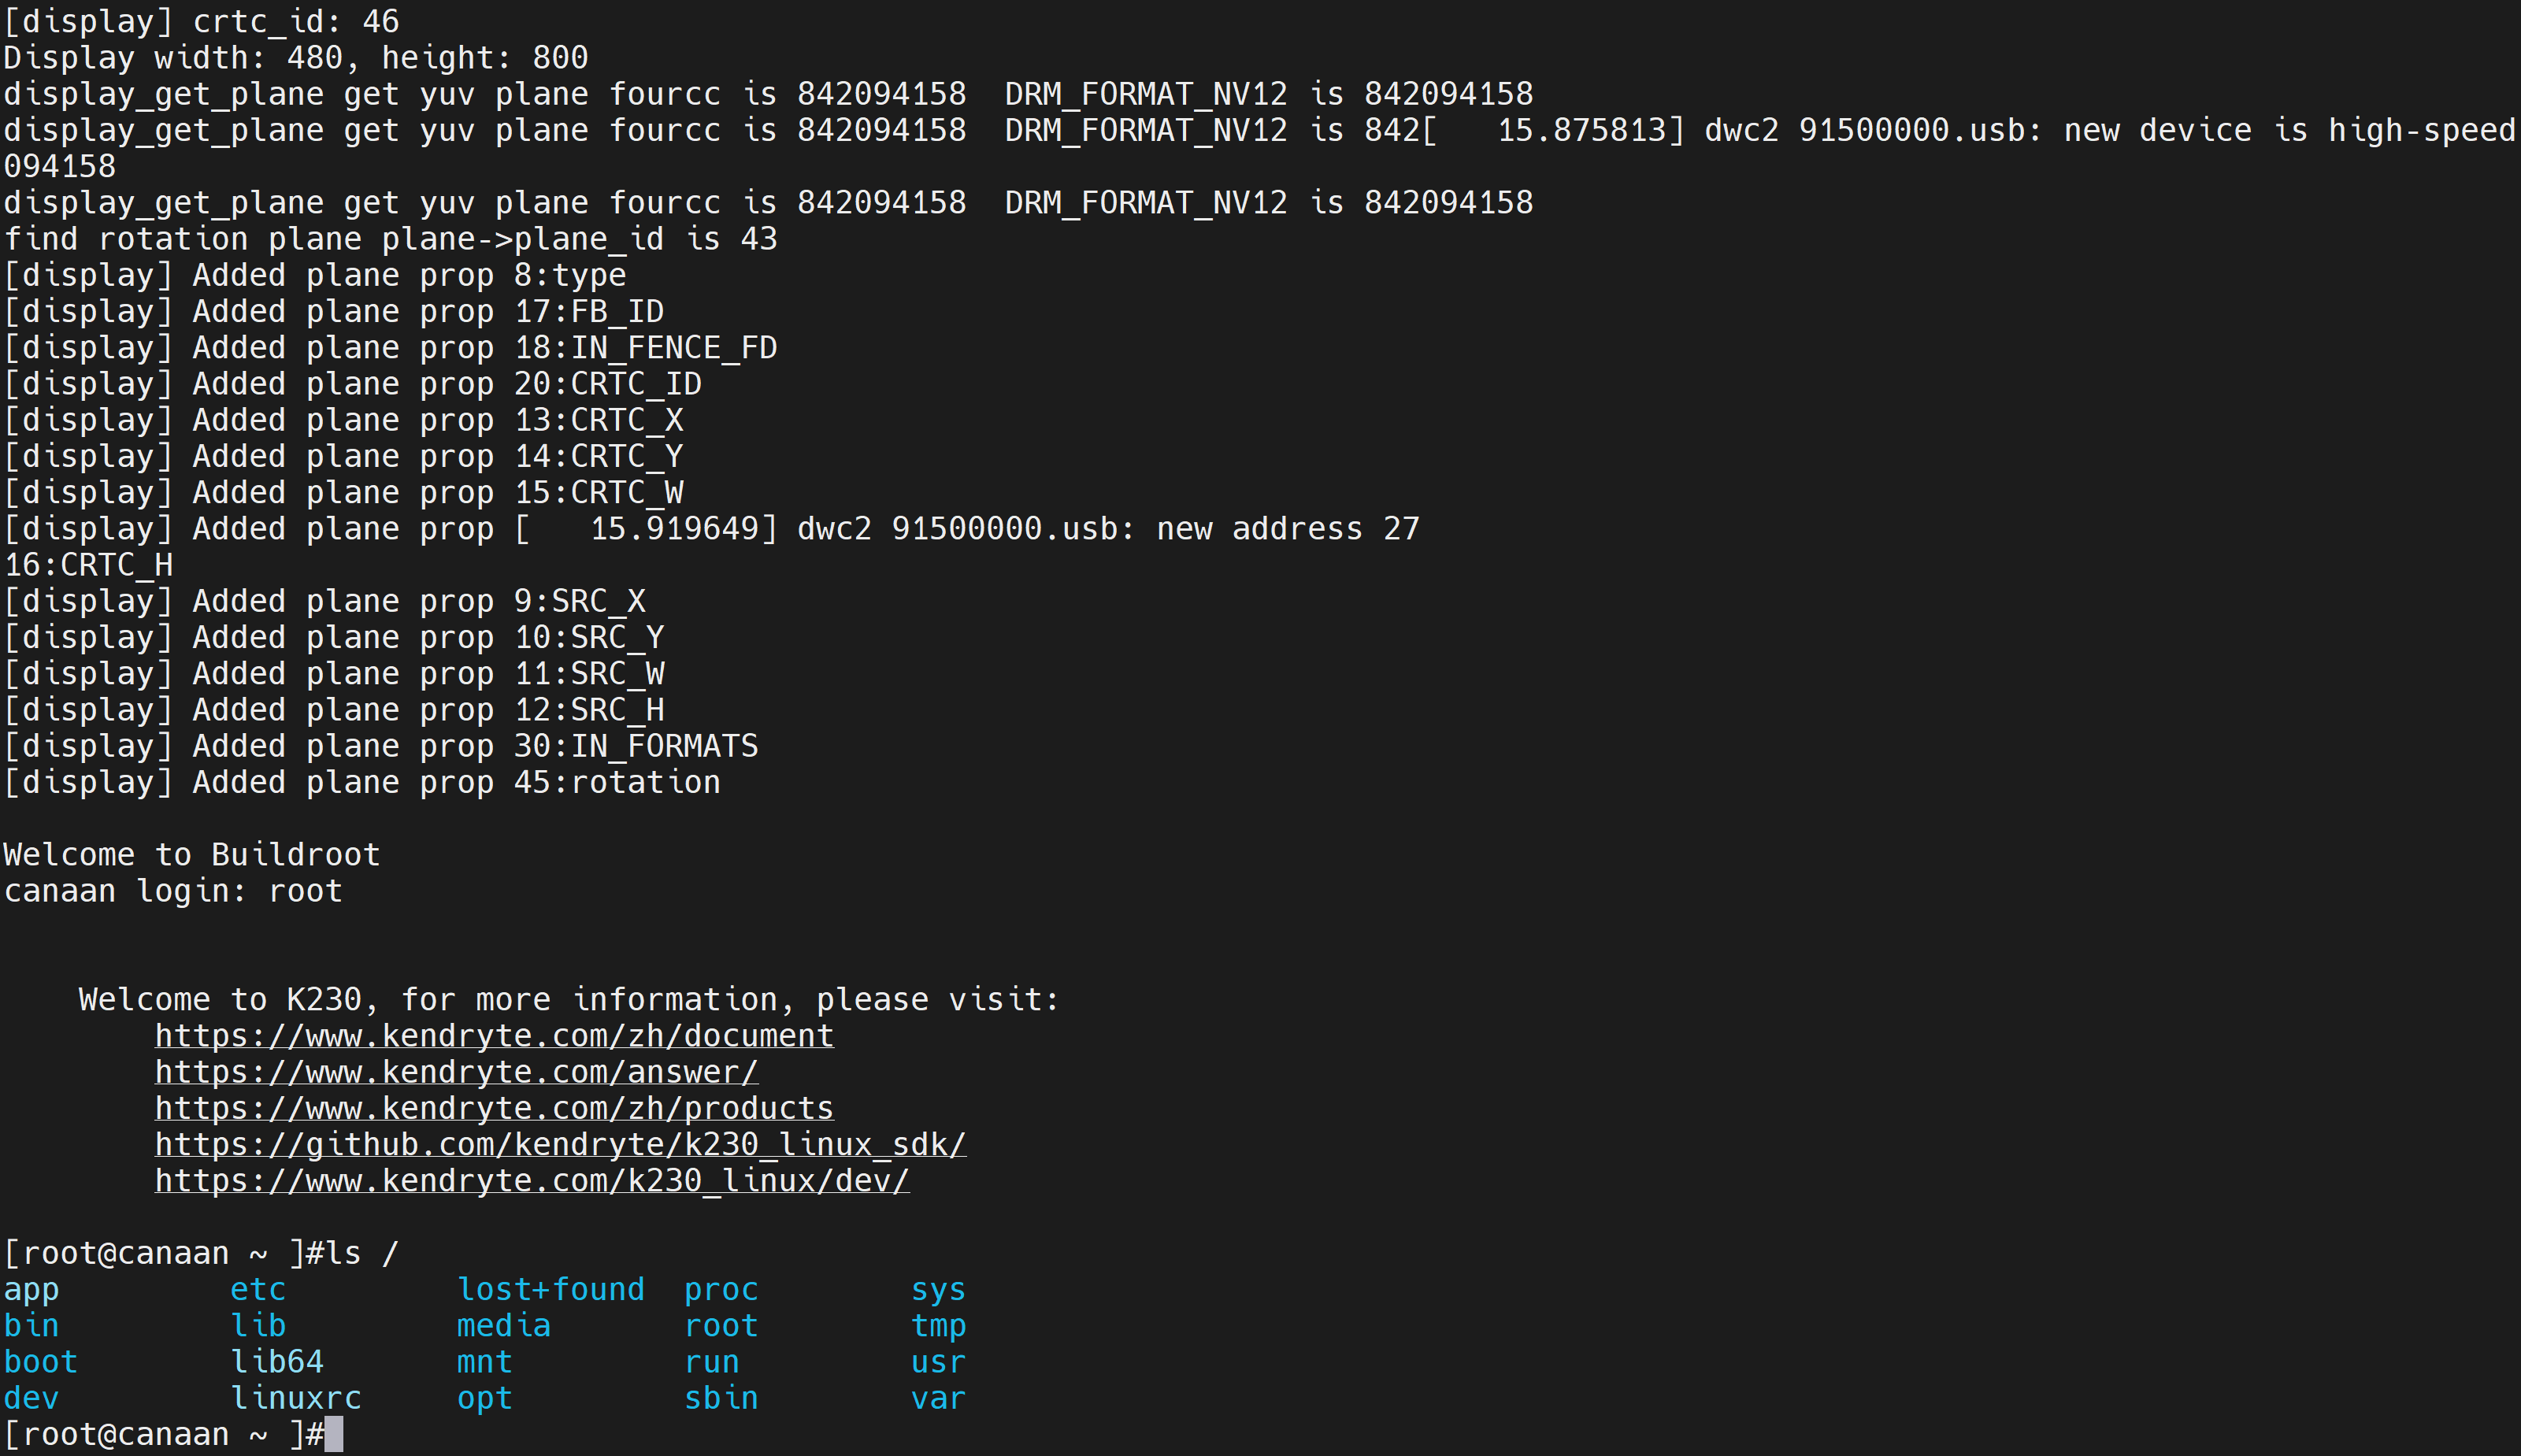 [display] crtc_id: 46
Display width: 480, height: 800
display_get_plane get yuv plane fourcc is 842094158  DRM_FORMAT_NV12 is 842094158
display_get_plane get yuv plane fourcc is 842094158  DRM_FORMAT_NV12 is 842[   15.875813] dwc2 91500000.usb: new device is high-speed
094158
display_get_plane get yuv plane fourcc is 842094158  DRM_FORMAT_NV12 is 842094158
find rotation plane plane->plane_id is 43
[display] Added plane prop 8:type
[display] Added plane prop 17:FB_ID
[display] Added plane prop 18:IN_FENCE_FD
[display] Added plane prop 20:CRTC_ID
[display] Added plane prop 13:CRTC_X
[display] Added plane prop 14:CRTC_Y
[display] Added plane prop 15:CRTC_W
[display] Added plane prop [   15.919649] dwc2 91500000.usb: new address 27
16:CRTC_H
[display] Added plane prop 9:SRC_X
[display] Added plane prop 10:SRC_Y
[display] Added plane prop 11:SRC_W
[display] Added plane prop 12:SRC_H
[display] Added plane prop 30:IN_FORMATS
[display] Added plane prop 45:rotation

Welcome to Buildroot
canaan login: root

    Welcome to K230, for more information, please visit:
        https://www.kendryte.com/zh/document
        https://www.kendryte.com/answer/
        https://www.kendryte.com/zh/products
        https://github.com/kendryte/k230_linux_sdk/
        https://www.kendryte.com/k230_linux/dev/

[root@canaan ~ ]#ls /
app         etc         lost+found  proc        sys
bin         lib         media       root        tmp
boot        lib64       mnt         run         usr
dev         linuxrc     opt         sbin        var
[root@canaan ~ ]#